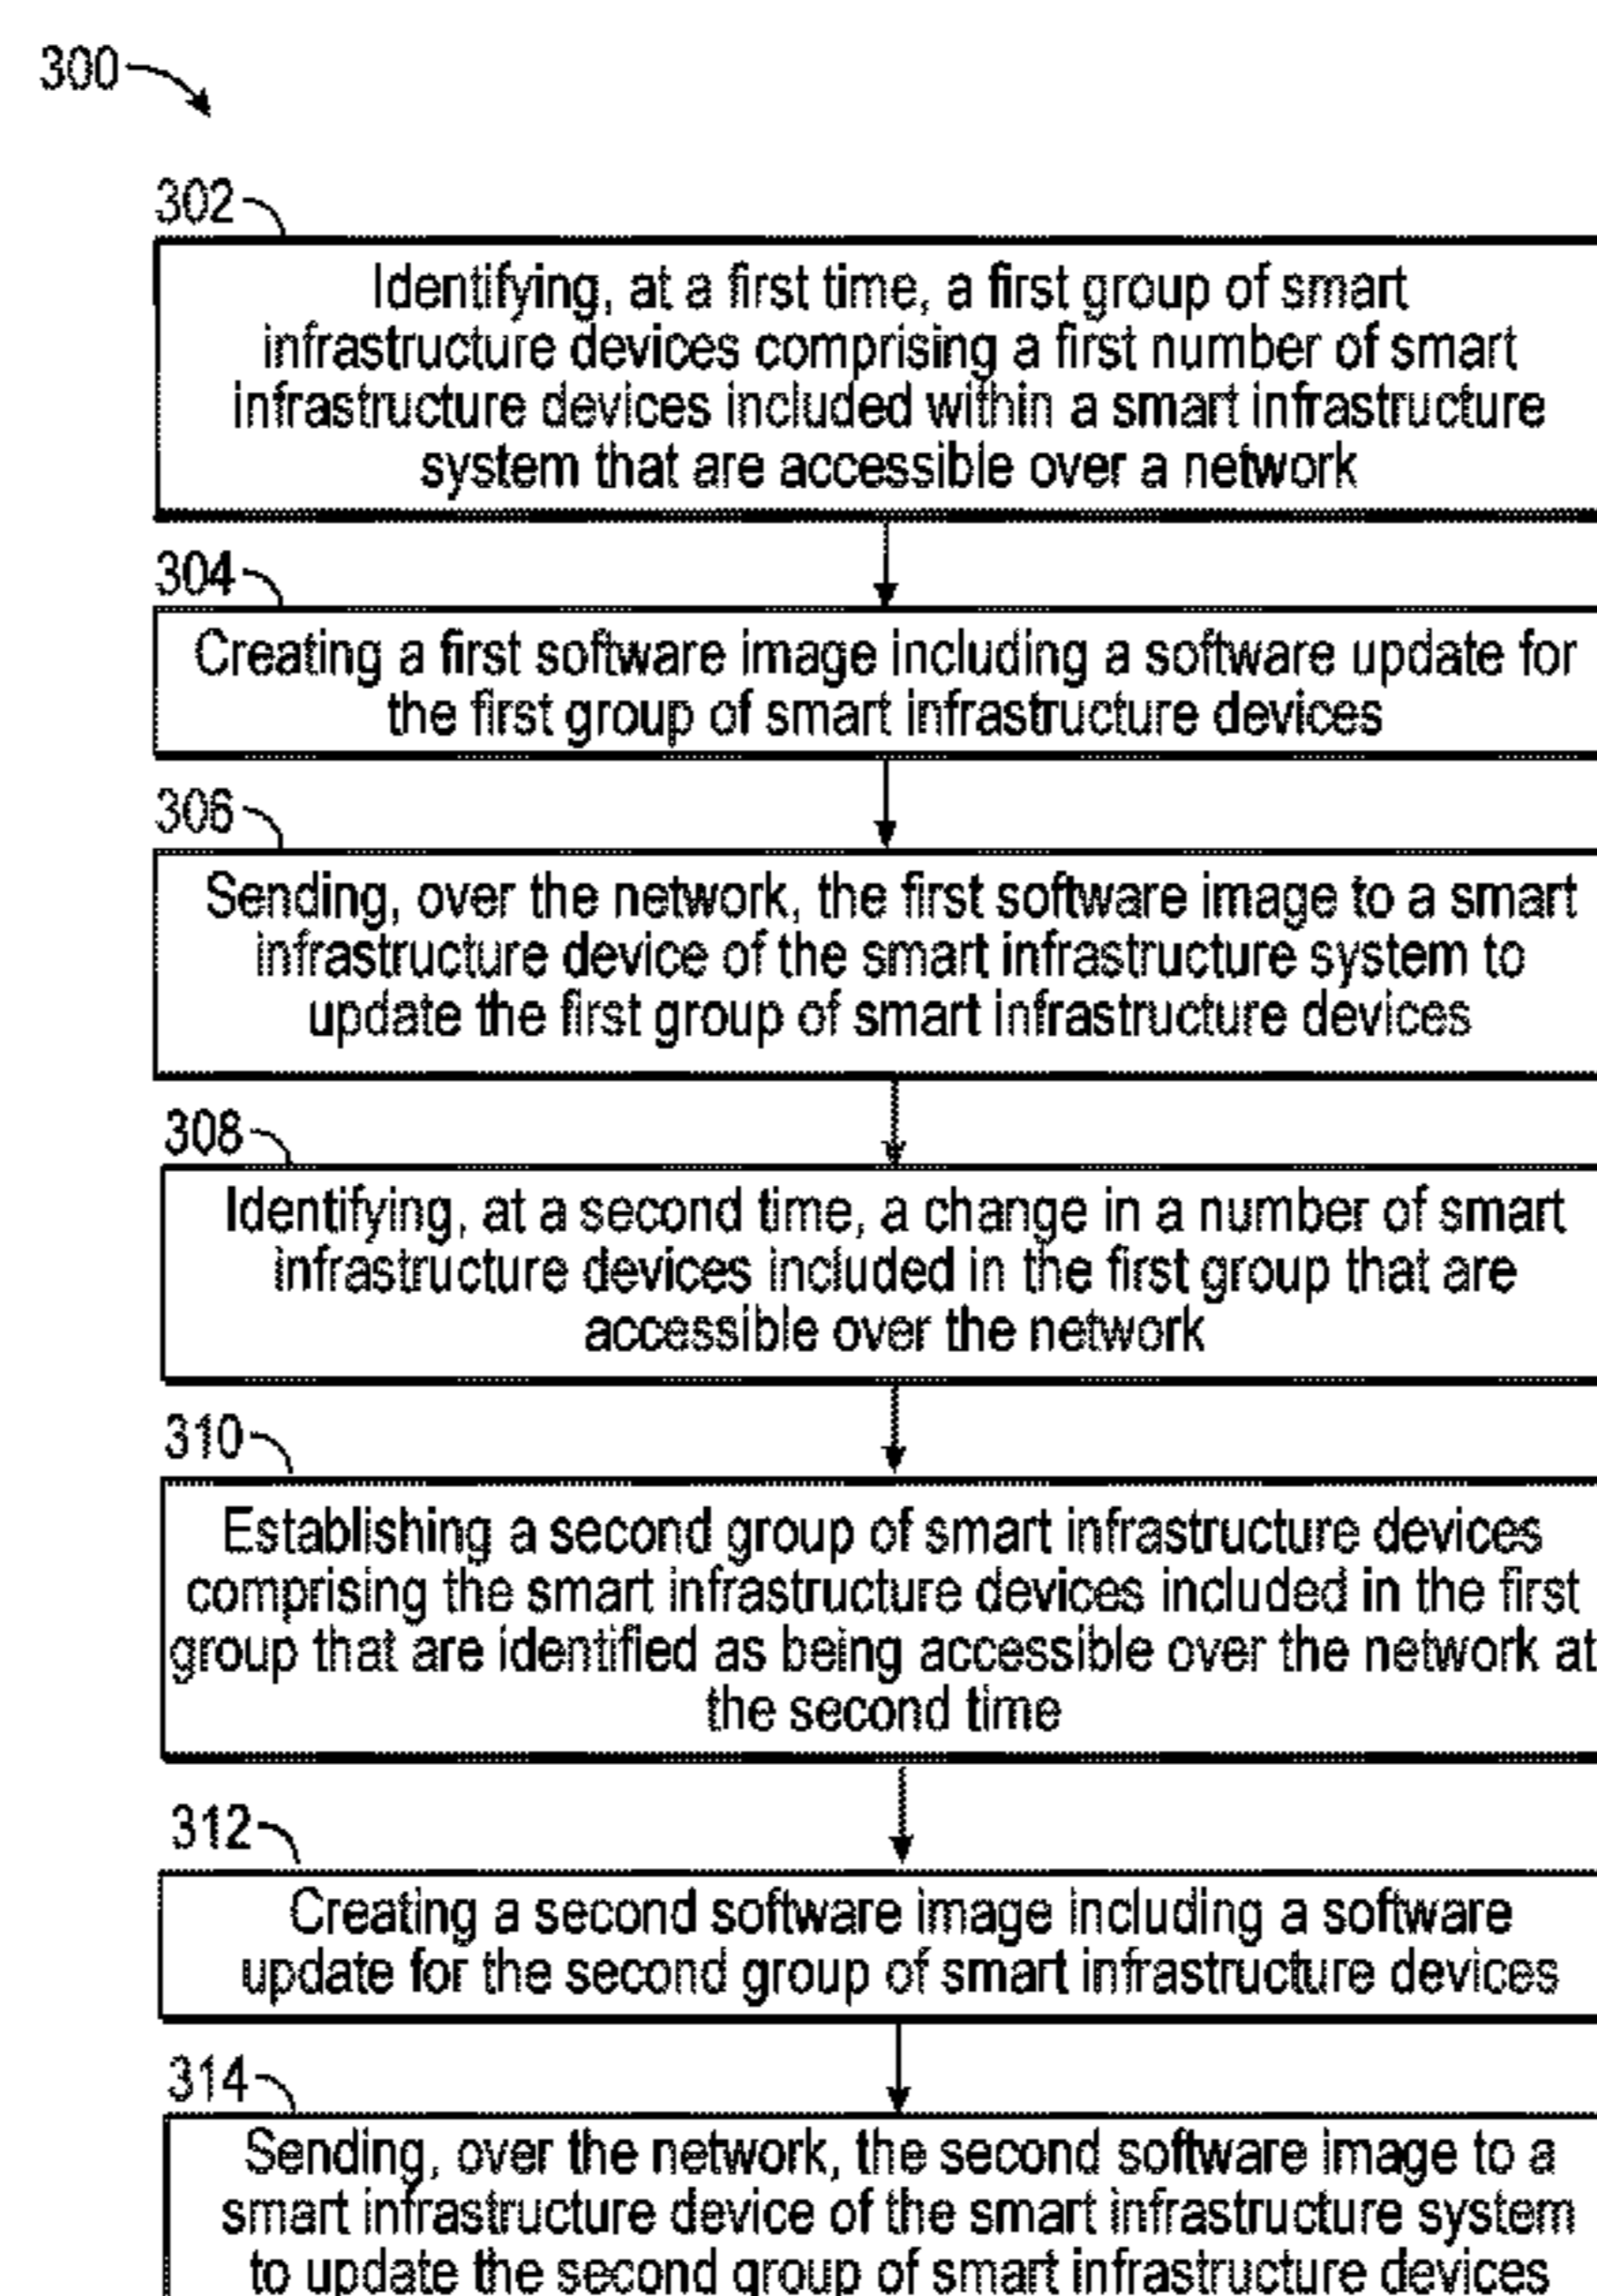 300
302
Identifying, at a first time, a first group of smart
infrastructure devices comprising a first number of smart
infrastructure devices included within a smart infrastructure
system that are accessible over a network
304
Creating a first software image including a software update for
the first group of smart infrastructure devices
306
Sending, over the network, the first software image to a smart
infrastructure device of the smart infrastructure system to
update the first group of smart infrastructure devices
308
Identifying, at a second time, a change in a number of smart
infrastructure devices included in the first group that are
accessible over the network
310
Establishing a second group of smart infrastructure devices
comprising the smart infrastructure devices included in the first
group that are identified as being accessible over the network at
the second time
312
Creating a second software image including a software
update for the second group of smart infrastructure devices
314
Sending, over the network, the second software image to a
smart infrastructure device of the smart infrastructure system
to update the second group of smart infrastructure devices